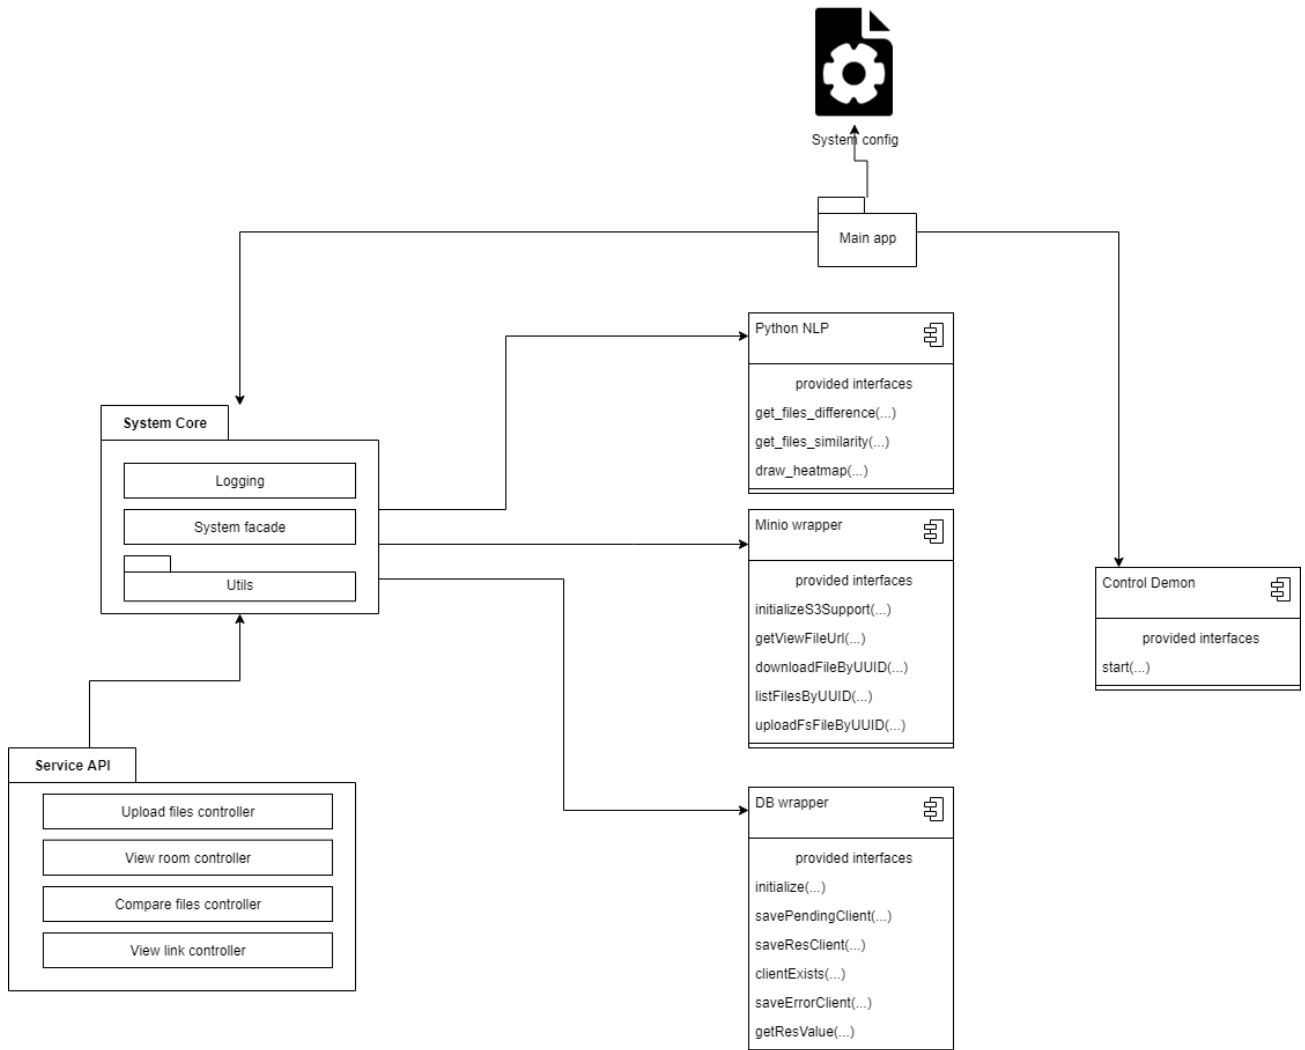 System config
Main app
Python NLP
provided interfaces
get_files_difference(...)
get_files_similarity(...)
draw_heatmap(...)
System Core
Logging
System facade
Utils
Minio wrapper
provided interfaces
initializeS3Support(...)
getViewFileUrl(...)
downloadFileByUUID(...)
listFilesByUUID(...)
uploadFsFileByUUID(...)
Control Demon
provided interfaces
start(...)
Service API
Upload files controller
View room controller
Compare files controller
View link controller
DB wrapper
provided interfaces
initialize(...)
savePendingClient(...)
saveResClient(...)
clientExists(...)
saveErrorClient(...)
getResValue(...)